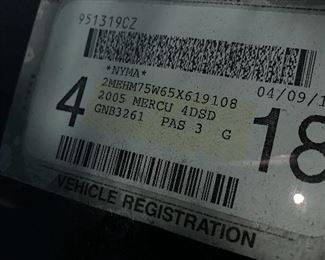 951319CZ
*NYMA*
2MEHM75W65X619108 04/09/1
4 2005 MERCU 4DSD 18
GNB3261 PAS 3 G
VEHICLE REGISTRATION